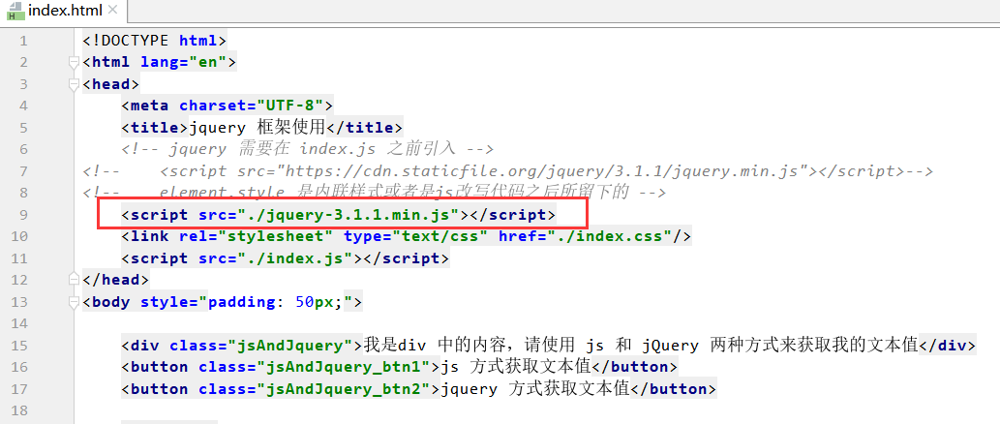 index.html
1 <!DOCTYPE html>
2 <html lang="en">
3 <head>
4 <meta charset="UTF-8">
5 <title>jquery 框架使用</title>
6 <!-- jquery 需要在 index.js 之前引入 -->
7 <!-- <script src="https://cdn.staticfile.org/jquery/3.1.1/jquery.min.js"></script>-->
8 <!-- element.style 是内联样式或者是js改写代码之后所留下的 -->
9 <script src="./jquery-3.1.1.min.js"></script>
10 <link rel="stylesheet" type="text/css" href="./index.css"/>
11 <script src="./index.js"></script>
12 </head>
13 <body style="padding: 50px;">
14
15 <div class="jsAndJquery">我是div 中的内容，请使用 js 和 jQuery 两种方式来获取我的文本值</div>
16 <button class="jsAndJquery_btn1">js 方式获取文本值</button>
17 <button class="jsAndJquery_btn2">jquery 方式获取文本值</button>
18